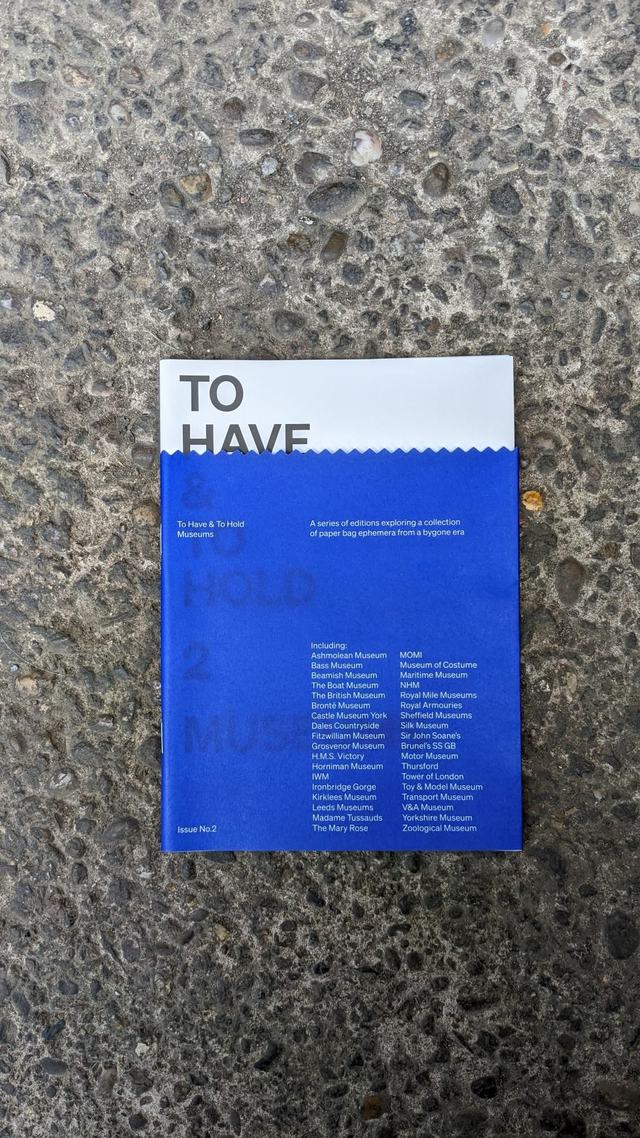 TO
HAVE
&
TO
HOLD
2
MUSE
To Have & To Hold
Museums
A series of editions exploring a collection
of paper bag ephemera from a bygone era
Including:
Ashmolean Museum
Bass Museum
Beamish Museum
The Boat Museum
The British Museum
Brontë Museum
Castle Museum York
Dales Countryside
Fitzwilliam Museum
Grosvenor Museum
H.M.S. Victory
Horniman Museum
IWM
Ironbridge Gorge
Kirklees Museum
Leeds Museums
Madame Tussauds
The Mary Rose
MOMI
Museum of Costume
Maritime Museum
NHM
Royal Mile Museums
Royal Armouries
Sheffield Museums
Silk Museum
Sir John Soane's
Brunel's SS GB
Motor Museum
Thursford
Tower of London
Toy & Model Museum
Transport Museum
V&A Museum
Yorkshire Museum
Zoological Museum
Issue No.2